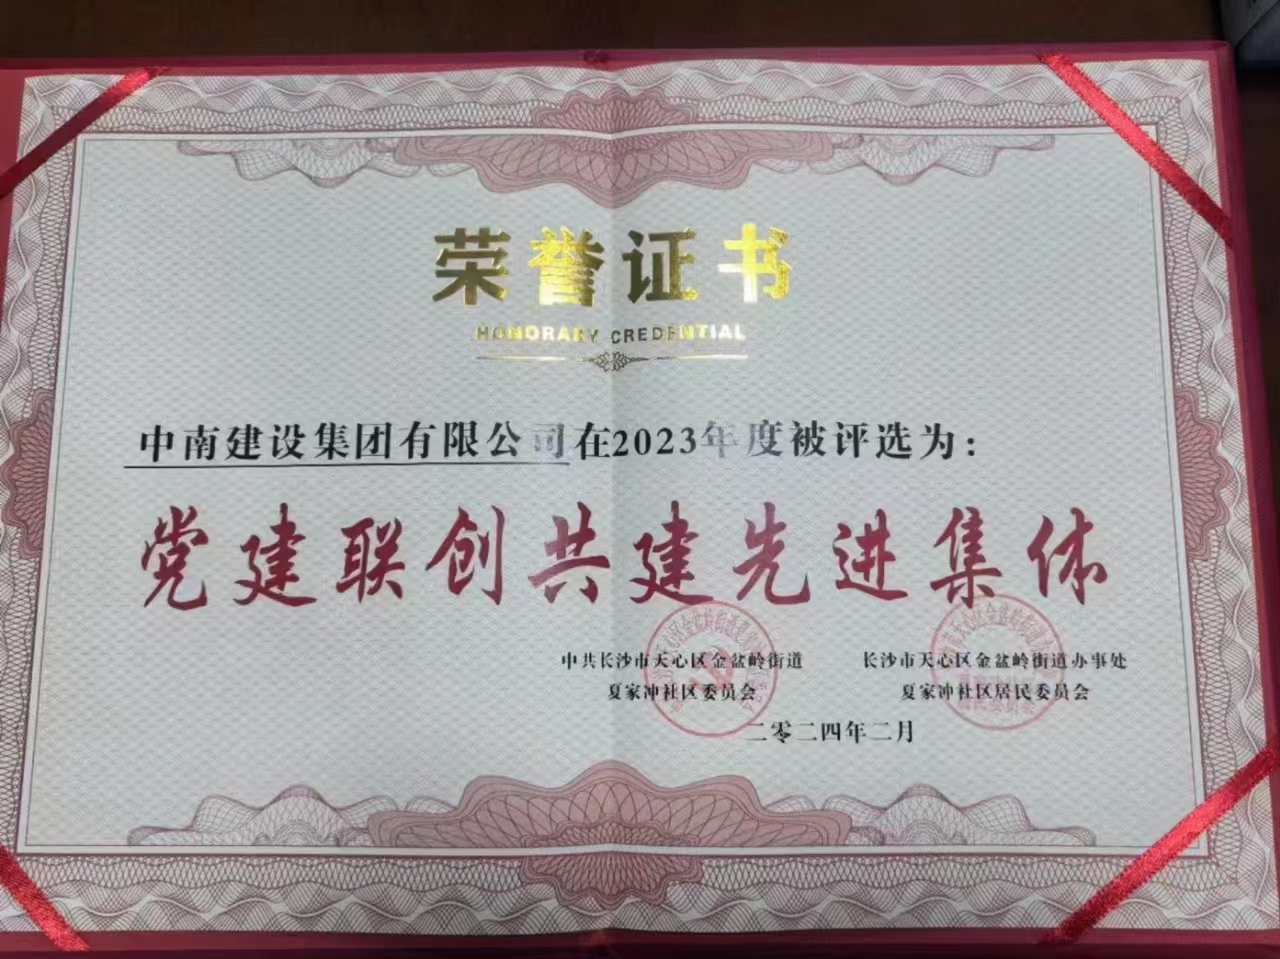 荣誉证书
HONORARY CREDENTIAL
中南建设集团有限公司在2023年度被评选为:
党建联创共建先进集体
中共长沙市天心区金盆岭街道
夏家冲社区委员会
长沙市天心区金盆岭街道办事处
夏家冲社区居民委员会
二零二四年二月